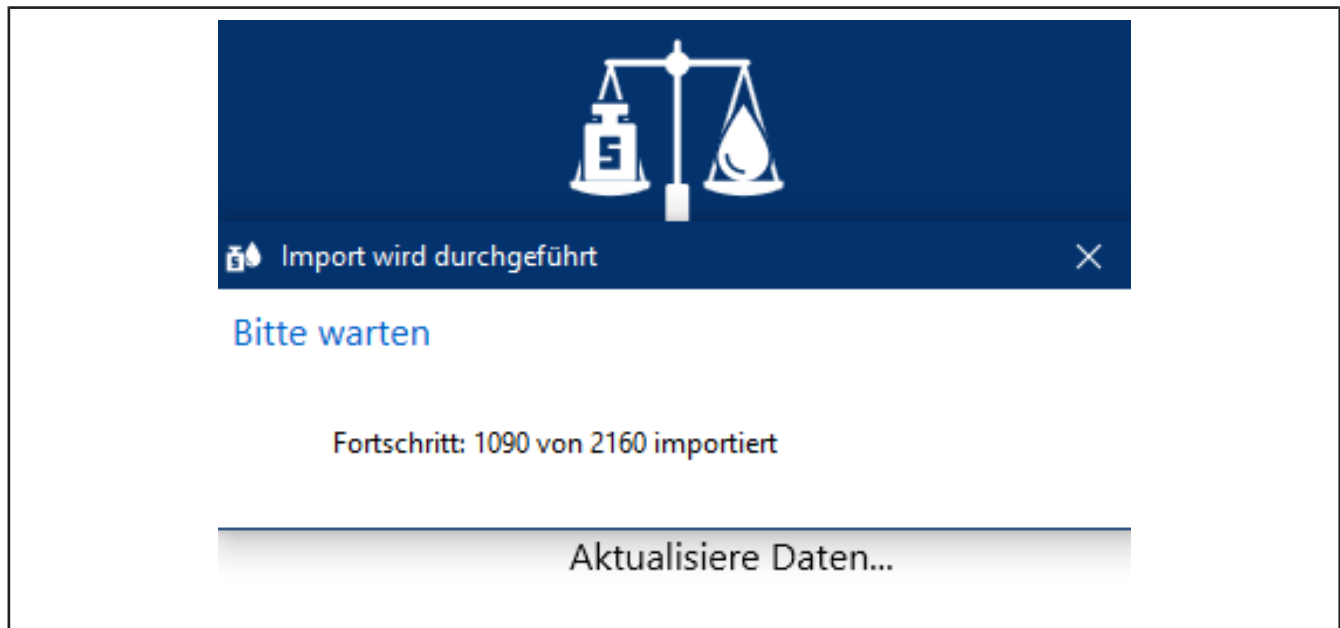 S
Import wird durchgeführt
Bitte warten
Fortschritt: 1090 von 2160 importiert
Aktualisiere Daten...